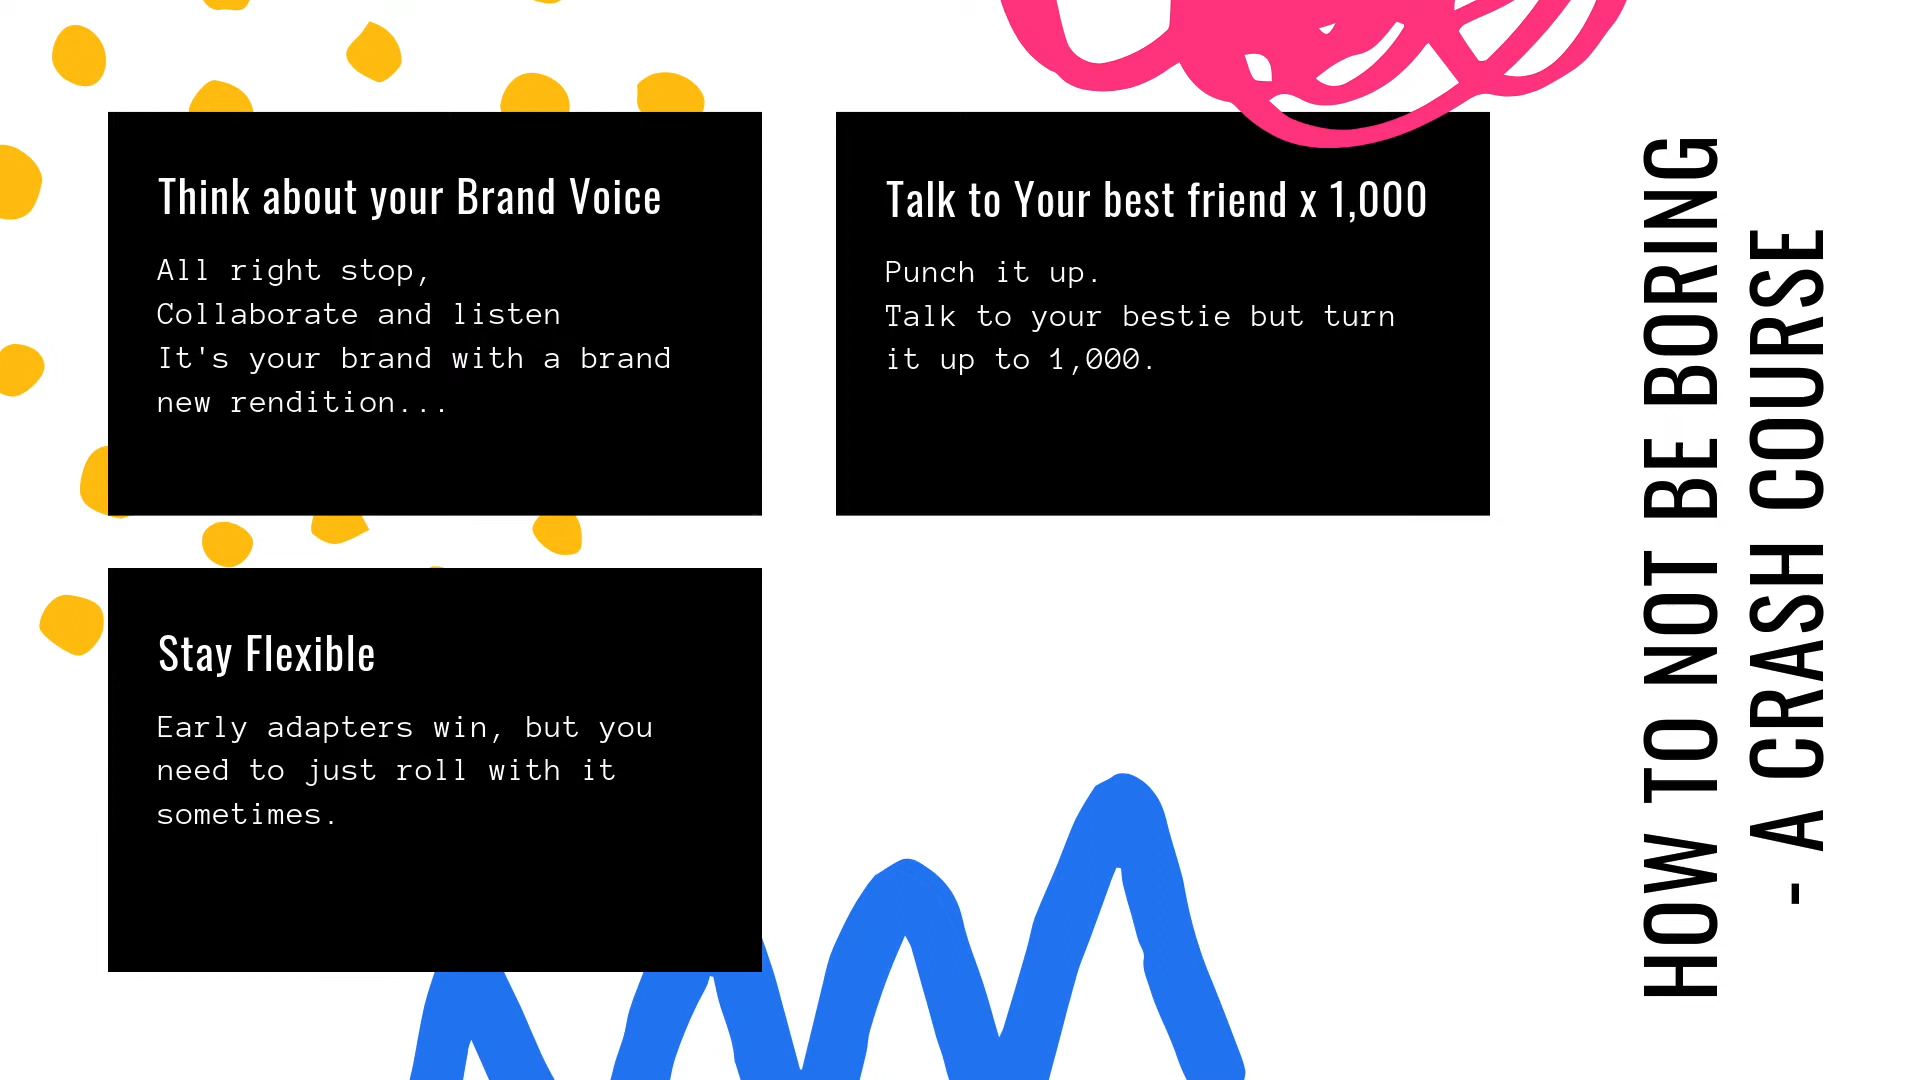 Think about your Brand Voice
All right stop,
Collaborate and listen
It's your brand with a brand
new rendition...
Talk to Your best friend x 1,000
Punch it up.
Talk to your bestie but turn
it up to 1,000.
Stay Flexible
Early adapters win, but you
need to just roll with it
sometimes.
HOW TO NOT BE BORING
- A CRASH COURSE